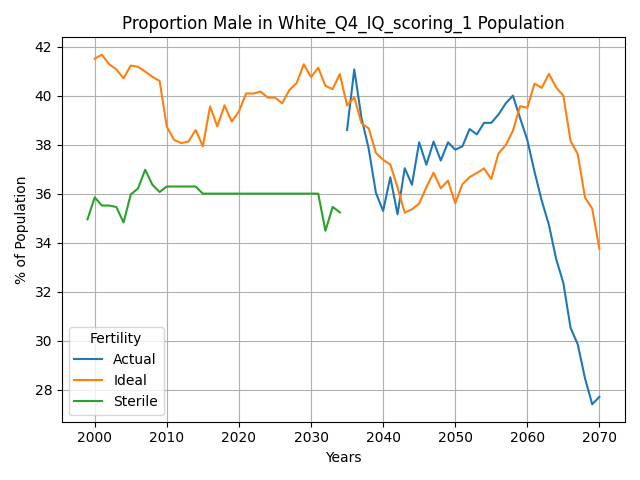 Proportion Male in White_Q4_IQ_scoring_1 Population
% of Population
42
40
38
36
34
32
30
28
Fertility
Actual
Ideal
Sterile
2000 2010 2020 2030 2040 2050 2060 2070
Years